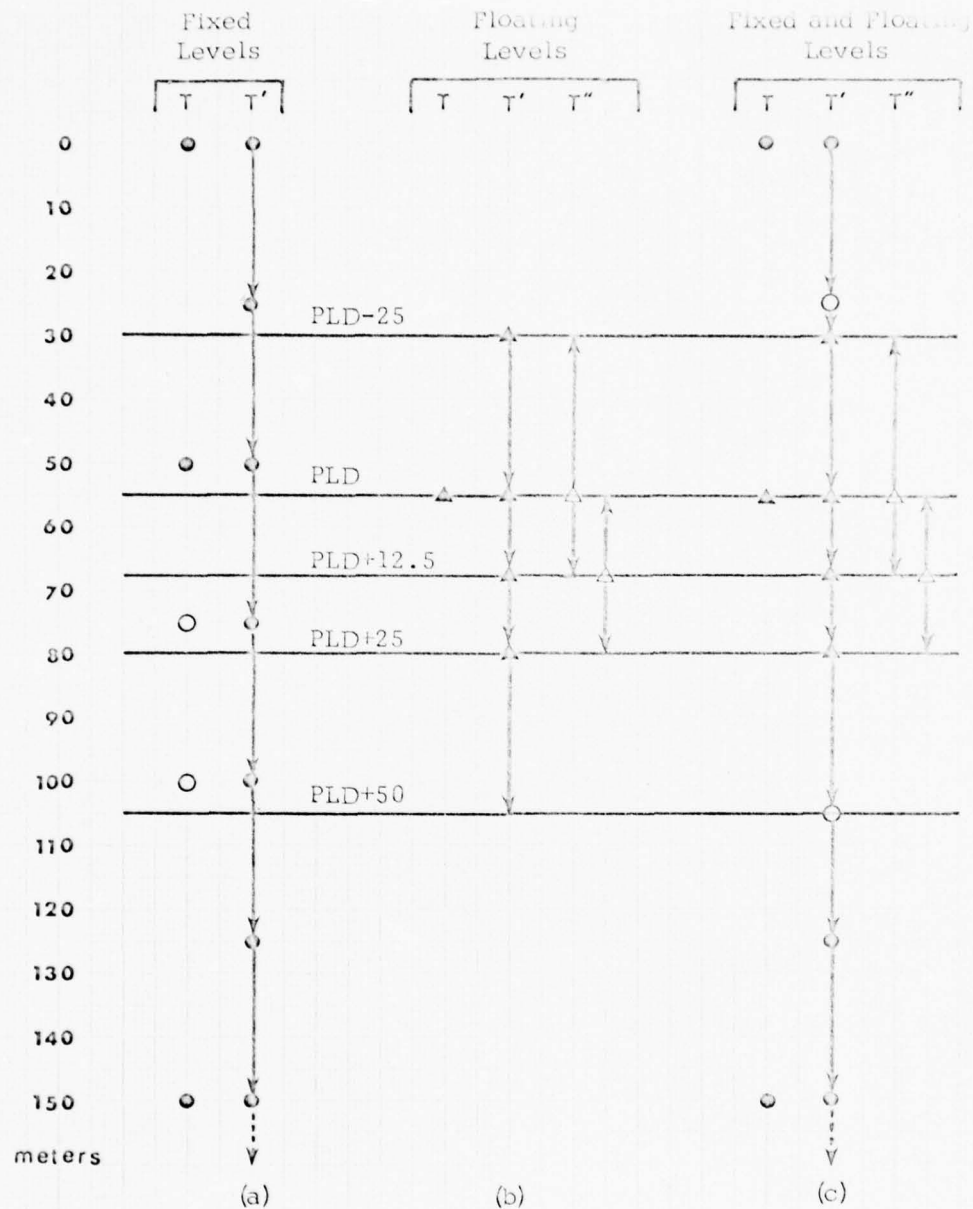 Fixed Levels
Floating Levels
Fixed and Floating Levels
T T′
T T′ T″
T T′ T″
0
10
20
PLD-25
30
40
50
PLD
60
PLD+12.5
70
PLD+25
80
90
100
PLD+50
110
120
130
140
150
meters
(a) (b) (c)